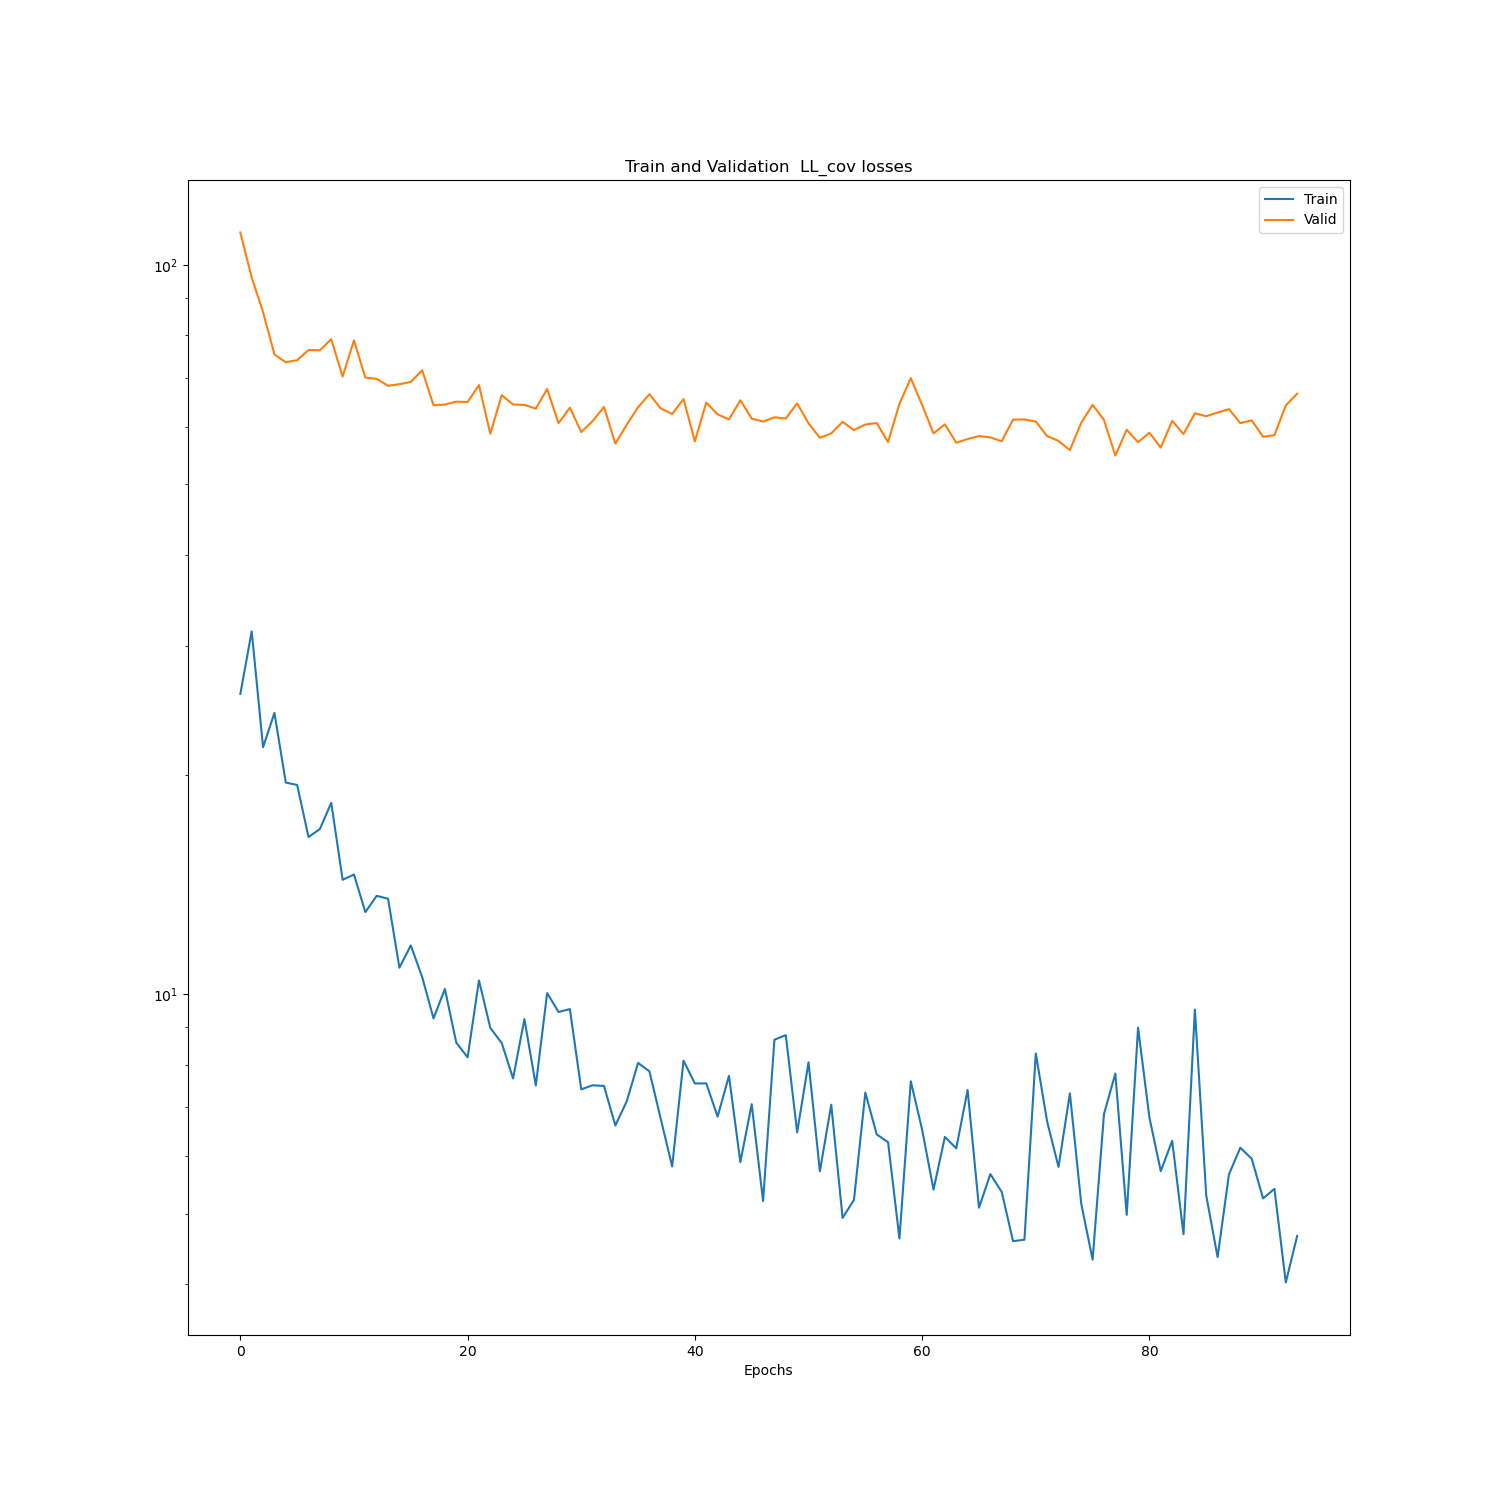 Train and Validation  LL_cov losses
Train
Valid
10²
10¹
0 20 40 60 80
Epochs